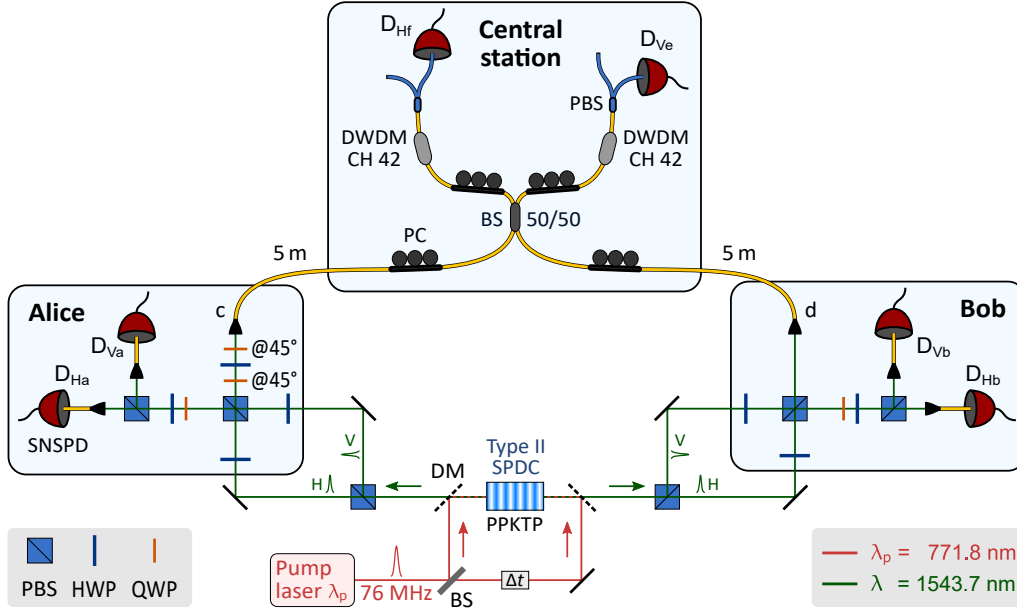 D_Hf
Central
station
D_Ve
PBS
DWDM
CH 42
DWDM
CH 42
BS
50/50
PC
5 m
5 m
Alice
c
D_Va
@45°
@45°
D_Ha
SNSPD
d
Bob
D_Vb
D_Hb
V
H
DM
Type II
SPDC
PPKTP
V
H
Pump
laser λ_p
76 MHz
BS
Δt
PBS HWP QWP
λ_p = 771.8 nm
λ = 1543.7 nm